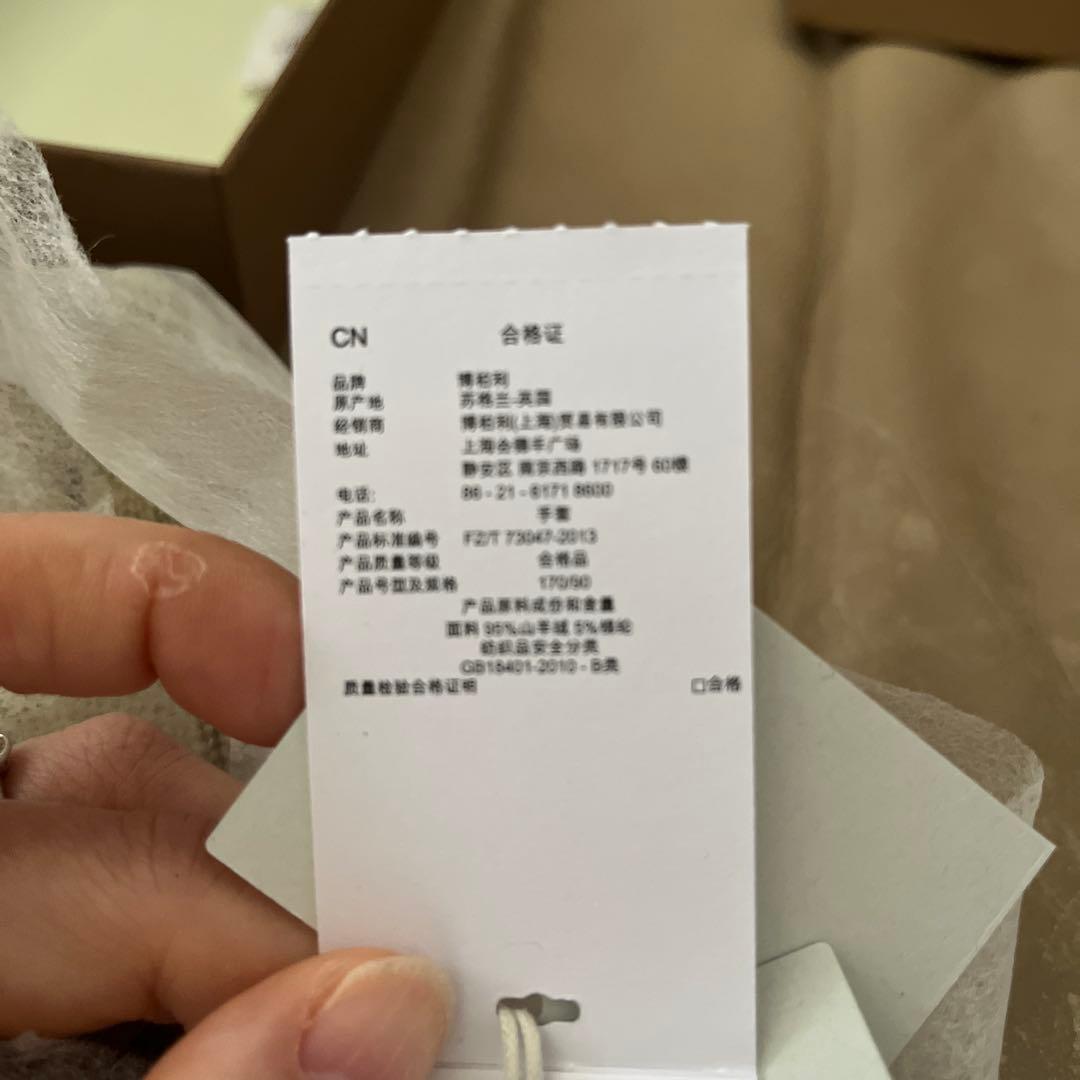 CN 合格证
品牌 博柏利
原产地 苏格兰-英国
经销商 博柏利(上海)贸易有限公司
地址 上海会德丰广场
静安区 南京西路 1717号 60楼
电话: 86 - 21 - 6171 8600
产品名称 手套
产品标准编号 FZ/T 73047-2013
产品质量等级 合格品
产品号型及规格 170/90
产品原料成份和含量
面料 95%山羊绒 5%锦纶
纺织品安全分类
GB18401-2010 - B类
质量检验合格证明 □合格